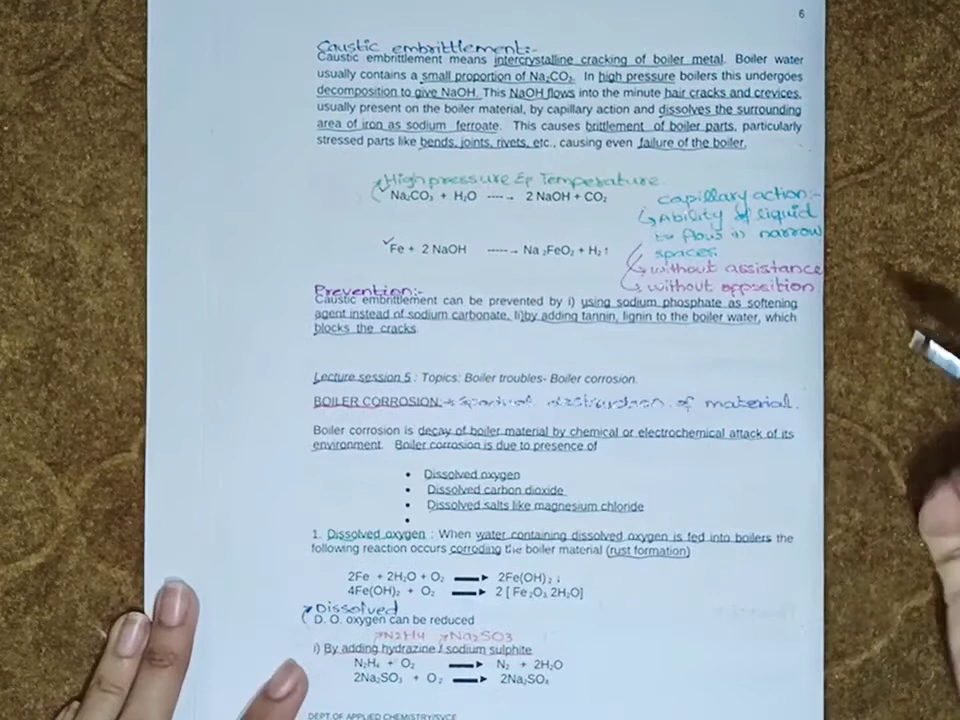 6
Caustic embrittlement:-
Caustic embrittlement means intercrystalline cracking of boiler metal. Boiler water
usually contains a small proportion of Na₂CO₂. In high pressure boilers this undergoes
decomposition to give NaOH. This NaOH flows into the minute hair cracks and crevices,
usually present on the boiler material, by capillary action and dissolves the surrounding
area of iron as sodium ferroate. This causes brittlement of boiler parts, particularly
stressed parts like bends, joints, rivets, etc., causing even failure of the boiler.
High pressure & Temperature
Na₂CO₃ + H₂O ----→ 2 NaOH + CO₂
capillary action:-
Ability of liquid
to flow in narrow
spaces
without assistance
without opposition
Fe + 2 NaOH -----→ Na ₂FeO₂ + H₂↑
Prevention:-
Caustic embrittlement can be prevented by i) using sodium phosphate as softening
agent instead of sodium carbonate, Ii)by adding tannin, lignin to the boiler water, which
blocks the cracks.
Lecture session 5 : Topics: Boiler troubles- Boiler corrosion.
BOILER CORROSION → of material.
Boiler corrosion is decay of boiler material by chemical or electrochemical attack of its
environment. Boiler corrosion is due to presence of
• Dissolved oxygen
• Dissolved carbon dioxide
• Dissolved salts like magnesium chloride
•
1. Dissolved oxygen : When water containing dissolved oxygen is fed into boilers the
following reaction occurs corroding the boiler material (rust formation)
2Fe + 2H₂O + O₂ → 2Fe(OH)₂ ↓
4Fe(OH)₂ + O₂ → 2 [ Fe₂O₃ 2H₂O]
Dissolved
D. O. oxygen can be reduced
N2H4 Na2SO3
i) By adding hydrazine / sodium sulphite
N₂H₄ + O₂ → N₂ + 2H₂O
2Na₂SO₃ + O₂ → 2Na₂SO₄
DEPT OF APPLIED CHEMISTRY/SVCE